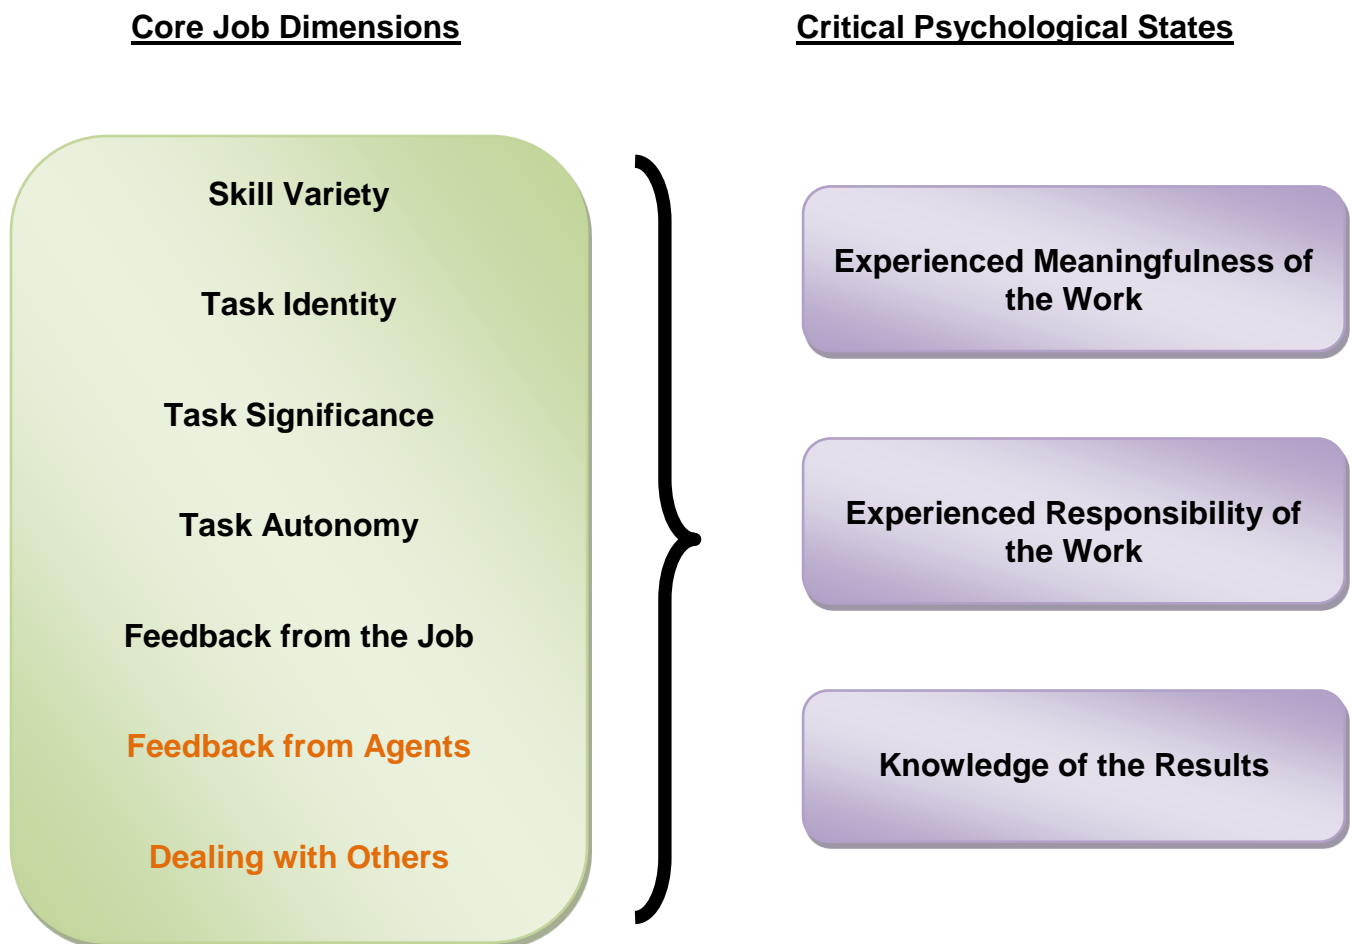 Core Job Dimensions
Critical Psychological States
Skill Variety
Task Identity
Task Significance
Task Autonomy
Feedback from the Job
Feedback from Agents
Dealing with Others
Experienced Meaningfulness of
the Work
Experienced Responsibility of
the Work
Knowledge of the Results